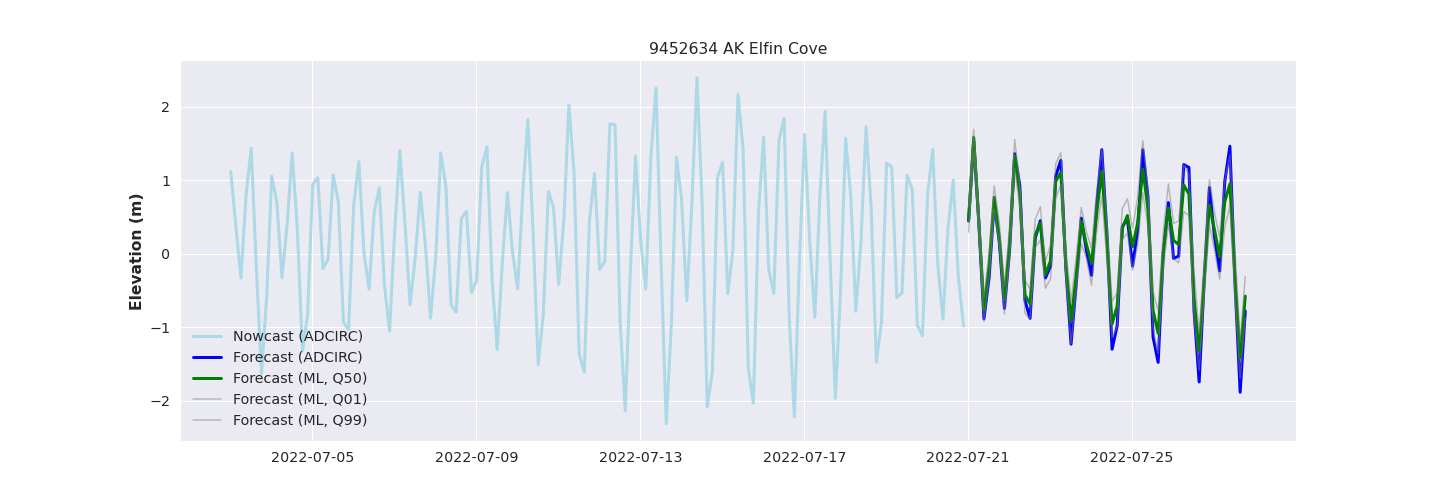 9452634 AK Elfin Cove
Elevation (m)
2
1
0
−1
−2
Nowcast (ADCIRC)
Forecast (ADCIRC)
Forecast (ML, Q50)
Forecast (ML, Q01)
Forecast (ML, Q99)
2022-07-05
2022-07-09
2022-07-13
2022-07-17
2022-07-21
2022-07-25